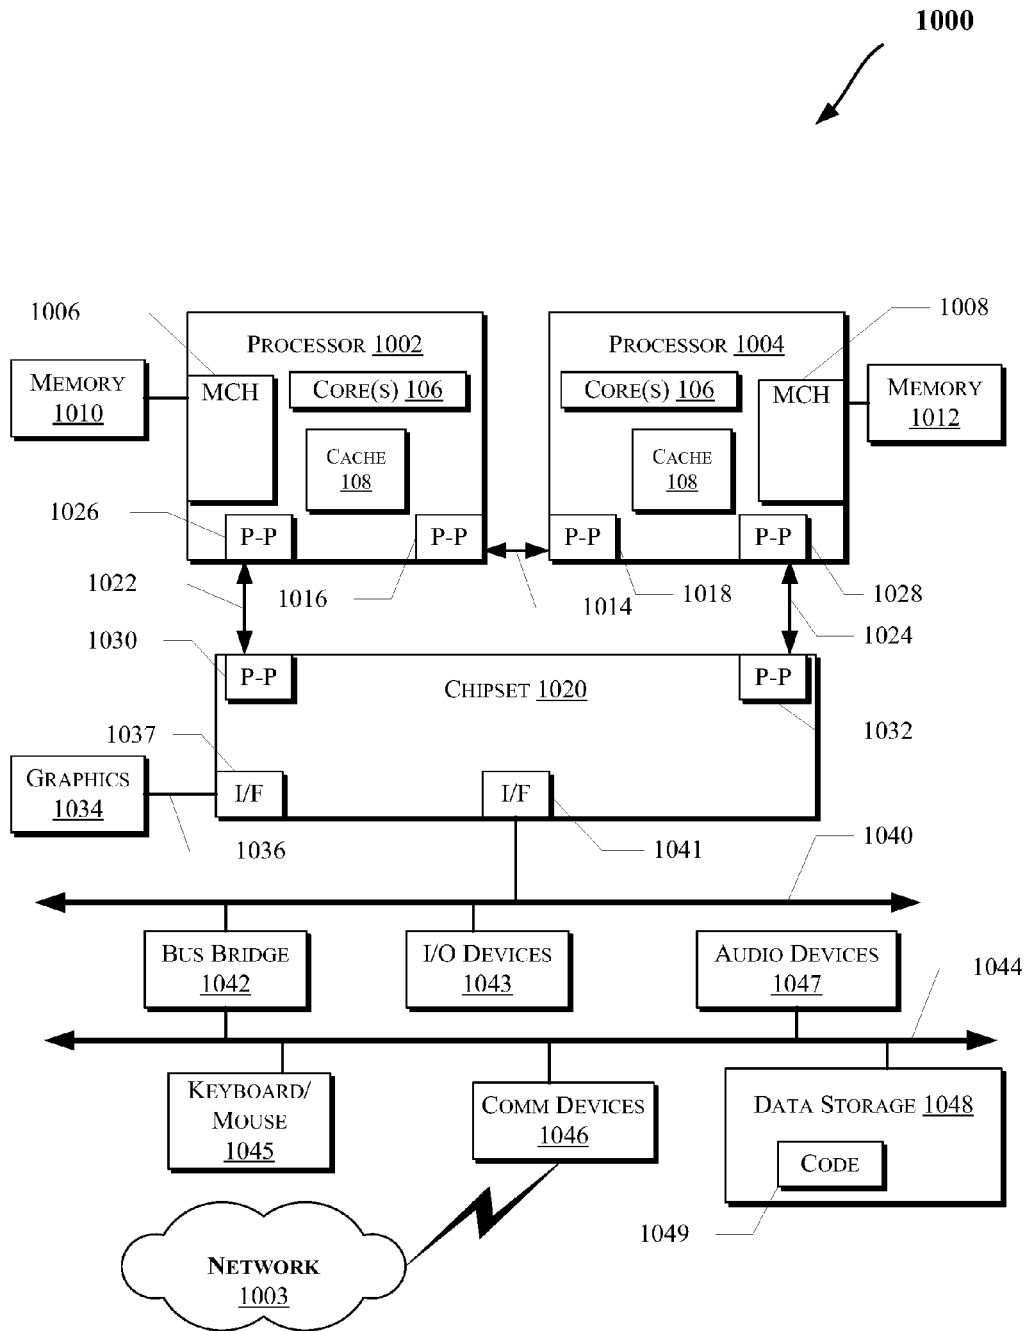 1000
1006
1008
PROCESSOR 1002
PROCESSOR 1004
MEMORY
1010
MCH
CORE(S) 106
CORE(S) 106
MCH
MEMORY
1012
CACHE
108
CACHE
108
1026
P-P
P-P
P-P
P-P
1022
1016
1014
1018
1028
1030
1024
P-P
CHIPSET 1020
P-P
1032
1037
GRAPHICS
1034
I/F
I/F
1036
1041
1040
BUS BRIDGE
1042
I/O DEVICES
1043
AUDIO DEVICES
1047
1044
KEYBOARD/
MOUSE
1045
COMM DEVICES
1046
DATA STORAGE 1048
CODE
1049
NETWORK
1003